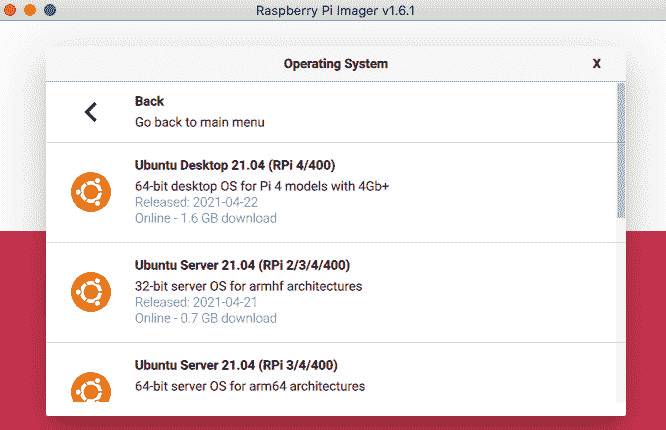 Raspberry Pi Imager v1.6.1
Operating System
X
Back
Go back to main menu
Ubuntu Desktop 21.04 (RPi 4/400)
64-bit desktop OS for Pi 4 models with 4Gb+
Released: 2021-04-22
Online - 1.6 GB download
Ubuntu Server 21.04 (RPi 2/3/4/400)
32-bit server OS for armhf architectures
Released: 2021-04-21
Online - 0.7 GB download
Ubuntu Server 21.04 (RPi 3/4/400)
64-bit server OS for arm64 architectures